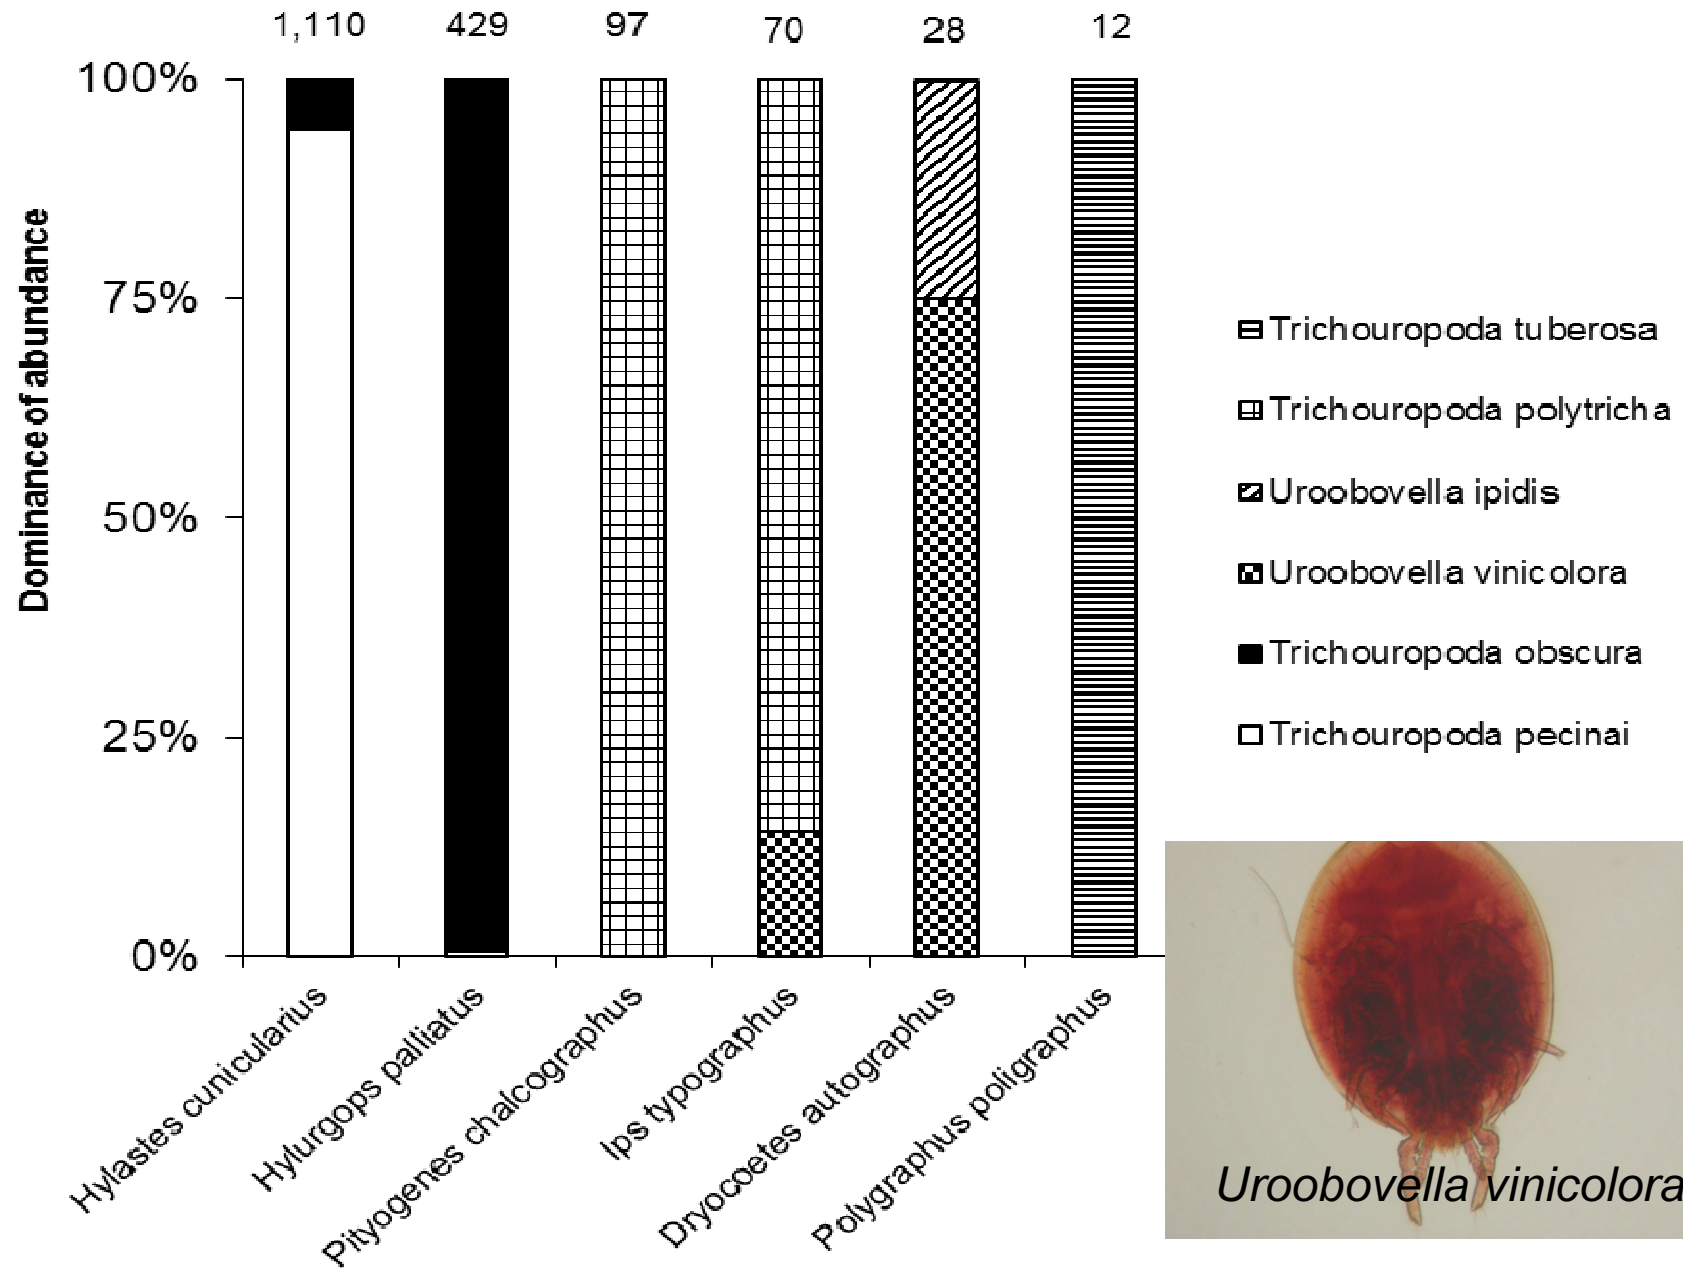 1,110 429 97 70 28 12
100%
75%
50%
25%
0%
Dominance of abundance
Hylastes cunicularius
Hylurgops palliatus
Pityogenes chalcographus
Ips typographus
Dryocoetes autographus
Polygraphus poligraphus
Trichouropoda tuberosa
Trichouropoda polytricha
Uroobovella ipidis
Uroobovella vinicolora
Trichouropoda obscura
Trichouropoda pecinai
Uroobovella vinicolora